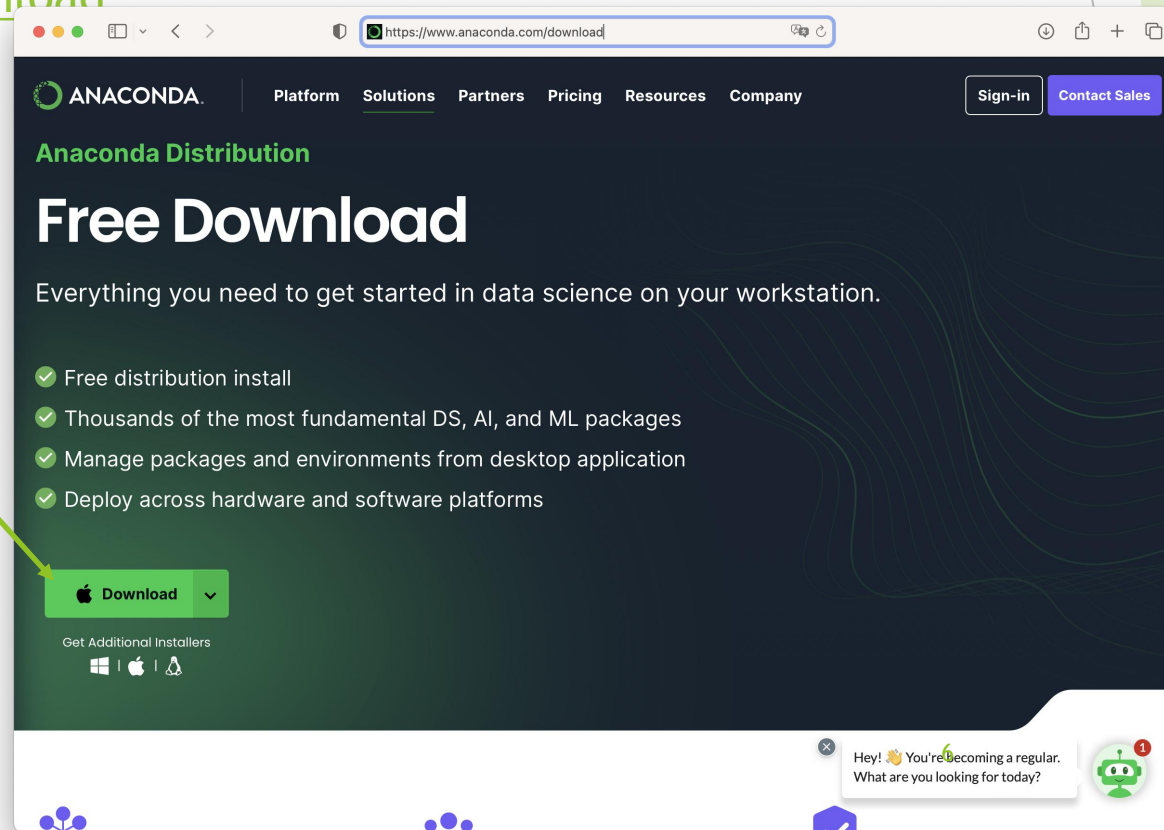 https://www.anaconda.com/download
ANACONDA.
Platform Solutions Partners Pricing Resources Company
Sign-in
Contact Sales
Anaconda Distribution
Free Download
Everything you need to get started in data science on your workstation.
Free distribution install
Thousands of the most fundamental DS, AI, and ML packages
Manage packages and environments from desktop application
Deploy across hardware and software platforms
Download
Get Additional Installers
Hey! 👋 You're becoming a regular.
What are you looking for today?
1
6